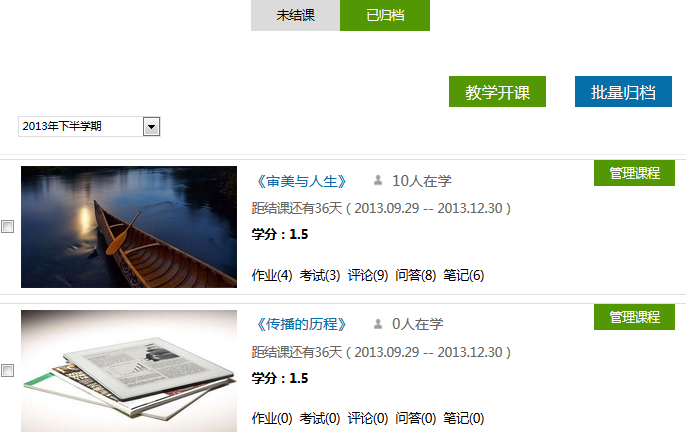 未结课 已归档
教学开课 批量归档
2013年下半学期
《审美与人生》 10人在学 管理课程
距结课还有36天 ( 2013.09.29 -- 2013.12.30 )
学分：1.5
作业(4) 考试(3) 评论(9) 问答(8) 笔记(6)
《传播的历程》 0人在学 管理课程
距结课还有36天 ( 2013.09.29 -- 2013.12.30 )
学分：1.5
作业(0) 考试(0) 评论(0) 问答(0) 笔记(0)